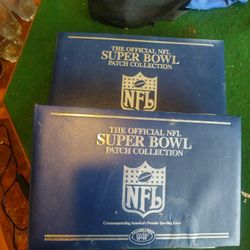 THE OFFICIAL NFL
SUPER BOWL
PATCH COLLECTION
NFL
THE OFFICIAL NFL
SUPER BOWL
PATCH COLLECTION
NFL
Commemorating America's Premier Sporting Event